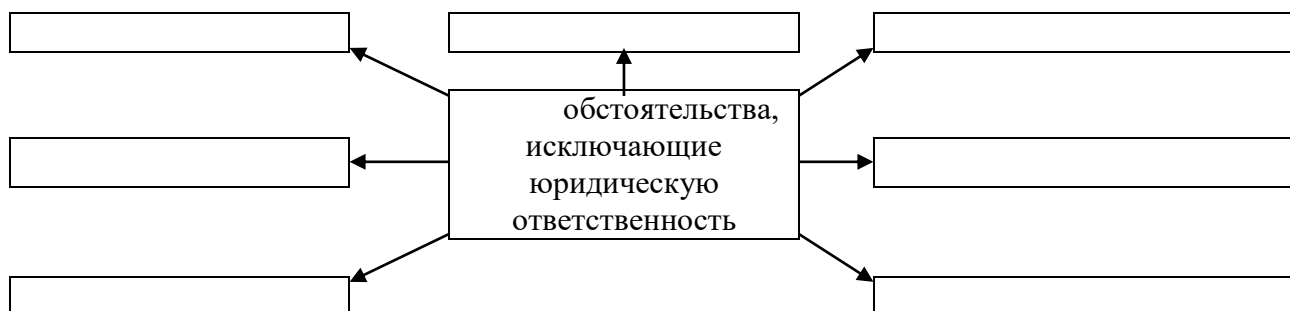 обстоятельства,
исключающие
юридическую
ответственность